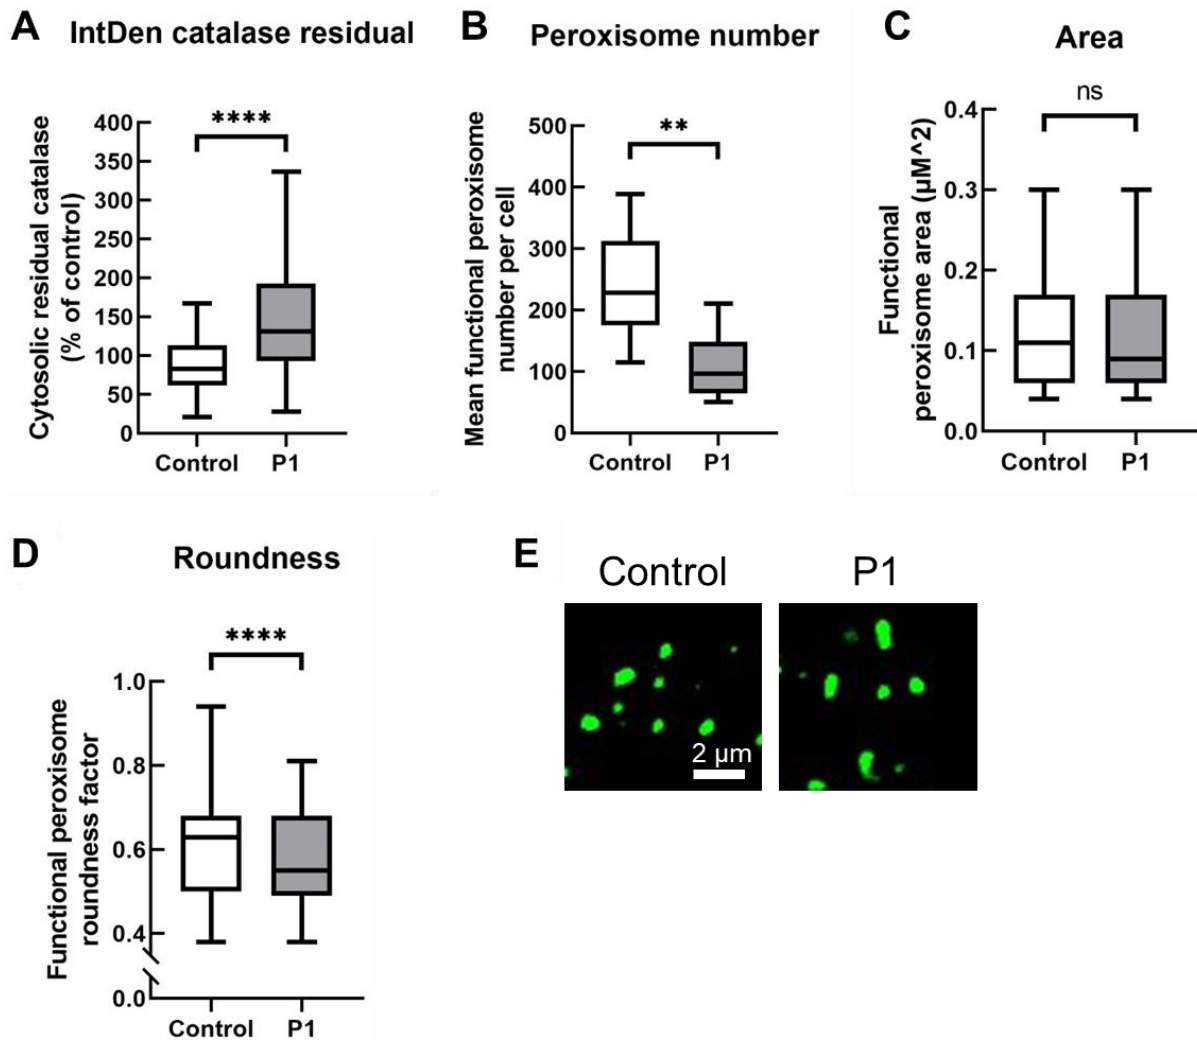 A
IntDen catalase residual
Cytosolic residual catalase
(% of control)
400
350
300
250
200
150
100
50
0
****
Control
P1
B
Peroxisome number
Mean functional peroxisome
number per cell
500
400
300
200
100
0
**
Control
P1
C
Area
Functional
peroxisome area (µM^2)
0.4
0.3
0.2
0.1
0.0
ns
Control
P1
D
Roundness
Functional peroxisome
roundness factor
1.0
0.8
0.6
0.4
0.0
****
Control
P1
E
Control
P1
2 µm